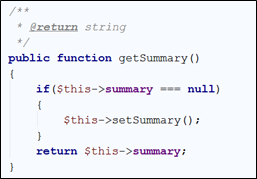 /**
 * @return string
 */
public function getSummary()
{
    if($this->summary === null)
    {
        $this->setSummary();
    }
    return $this->summary;
}